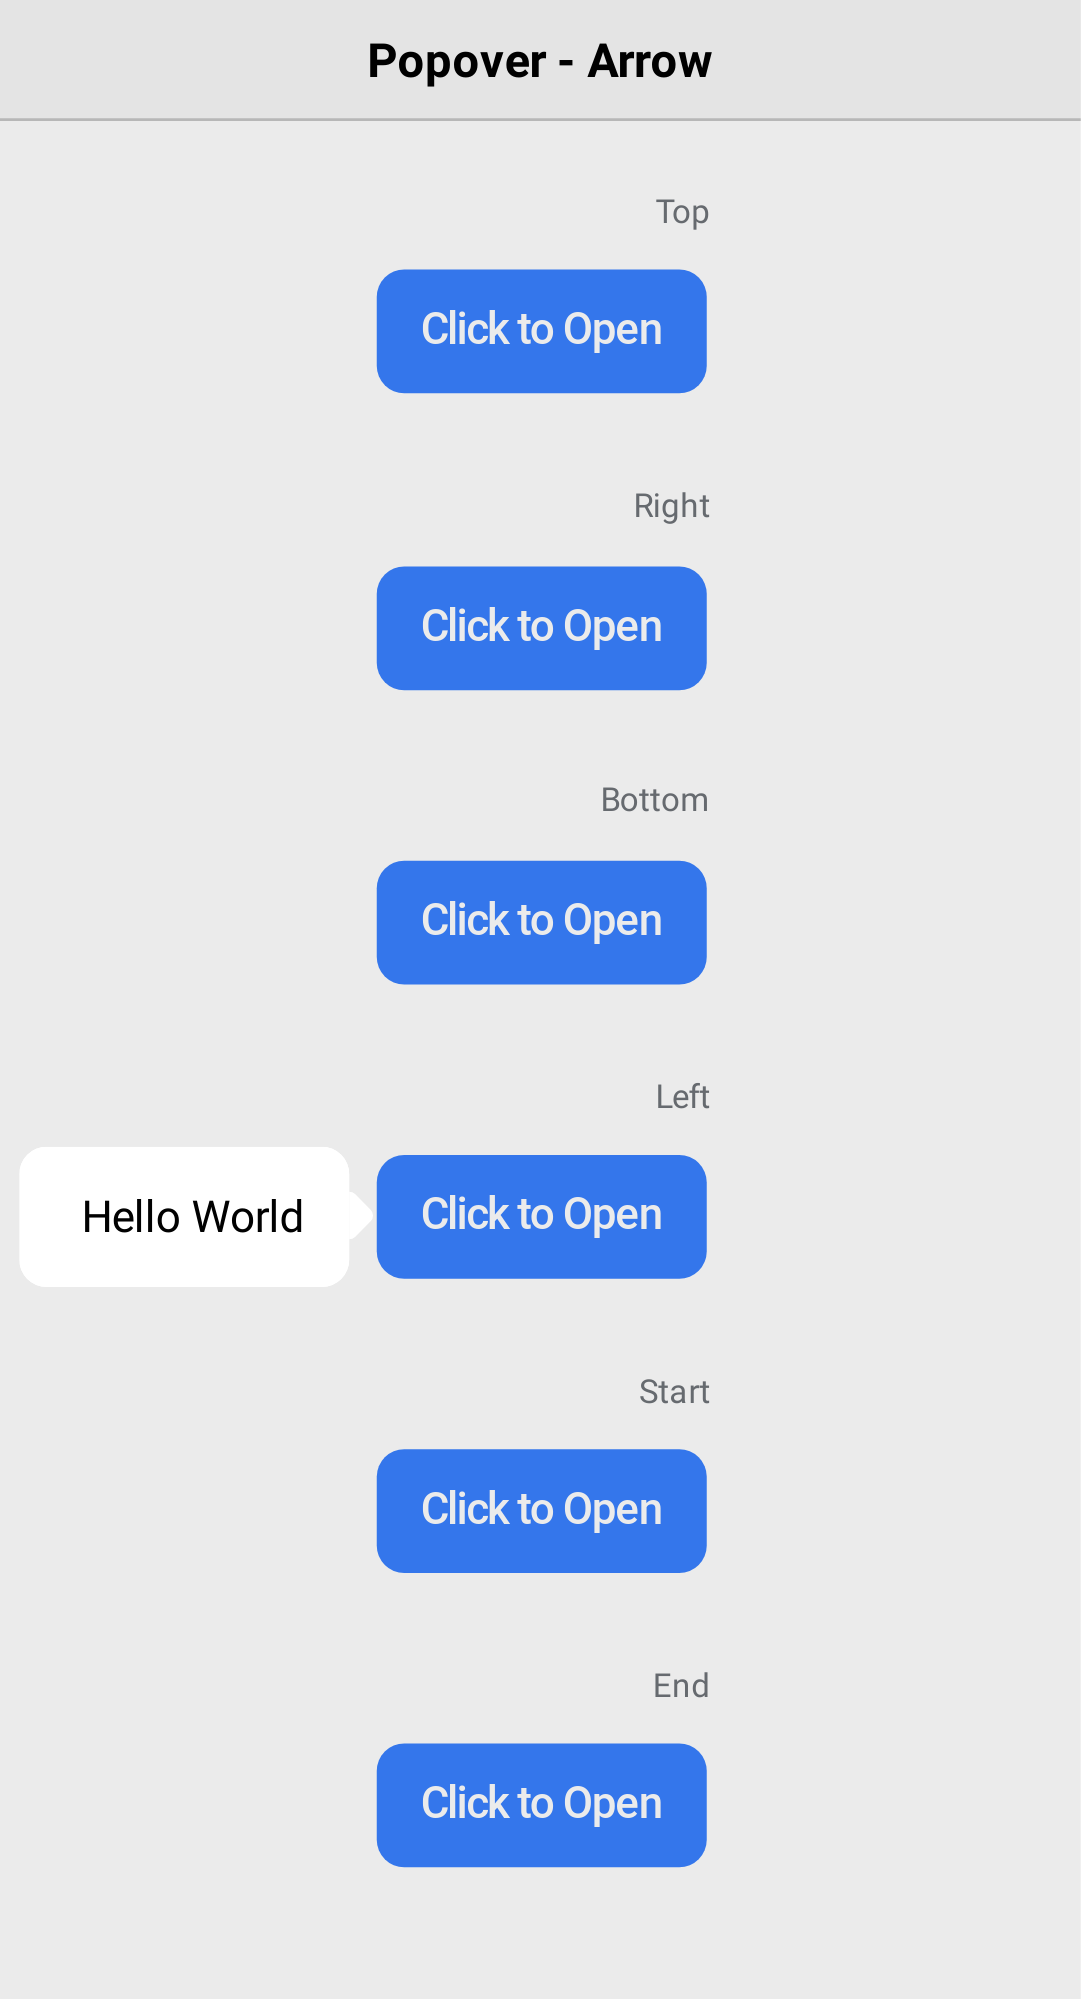 Popover - Arrow
Top
Click to Open
Right
Click to Open
Bottom
Click to Open
Left
Hello World
Click to Open
Start
Click to Open
End
Click to Open